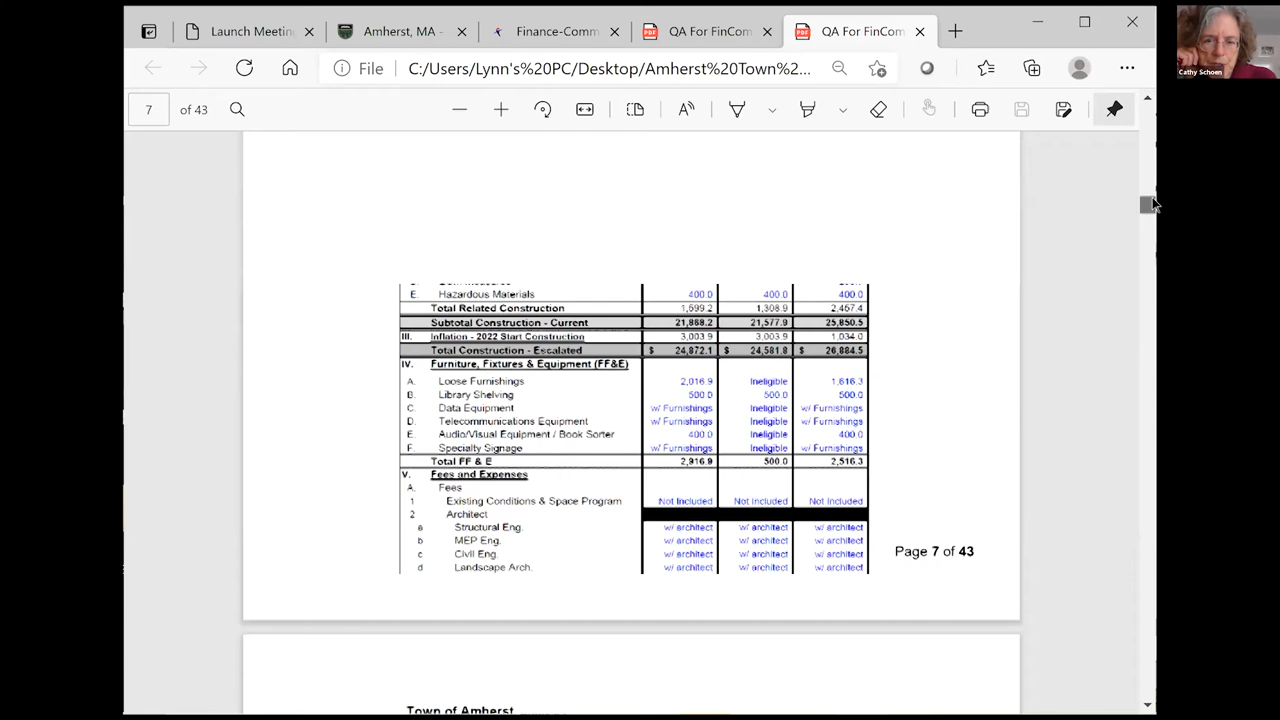 Launch Meetin
Amherst, MA -
Finance-Comm
QA For FinCom
QA For FinCom
File
C:/Users/Lynn's%20PC/Desktop/Amherst%20Town%2...
7 of 43
Cathy Schoen
E. Hazardous Materials 400.0 400.0 400.0
Total Related Construction 1,699.2 1,308.9 2,467.4
Subtotal Construction - Current 21,868.2 21,577.9 25,850.5
III. Inflation - 2022 Start Construction 3,003.9 3,003.9 1,034.0
Total Construction - Escalated $ 24,872.1 $ 24,581.8 $ 26,884.5
IV. Furniture, Fixtures & Equipment (FF&E)
A. Loose Furnishings 2,016.9 Ineligible 1,616.3
B. Library Shelving 500.0 500.0 500.0
C. Data Equipment w/ Furnishings Ineligible w/ Furnishings
D. Telecommunications Equipment w/ Furnishings Ineligible w/ Furnishings
E. Audio/Visual Equipment / Book Sorter 400.0 Ineligible 400.0
F. Specialty Signage w/ Furnishings Ineligible w/ Furnishings
Total FF & E 2,916.9 500.0 2,516.3
V. Fees and Expenses
A. Fees
1 Existing Conditions & Space Program Not Included Not Included Not Included
2 Architect
a Structural Eng. w/ architect w/ architect w/ architect
b MEP Eng. w/ architect w/ architect w/ architect
c Civil Eng. w/ architect w/ architect w/ architect
d Landscape Arch. w/ architect w/ architect w/ architect
Page 7 of 43
Town of Amherst